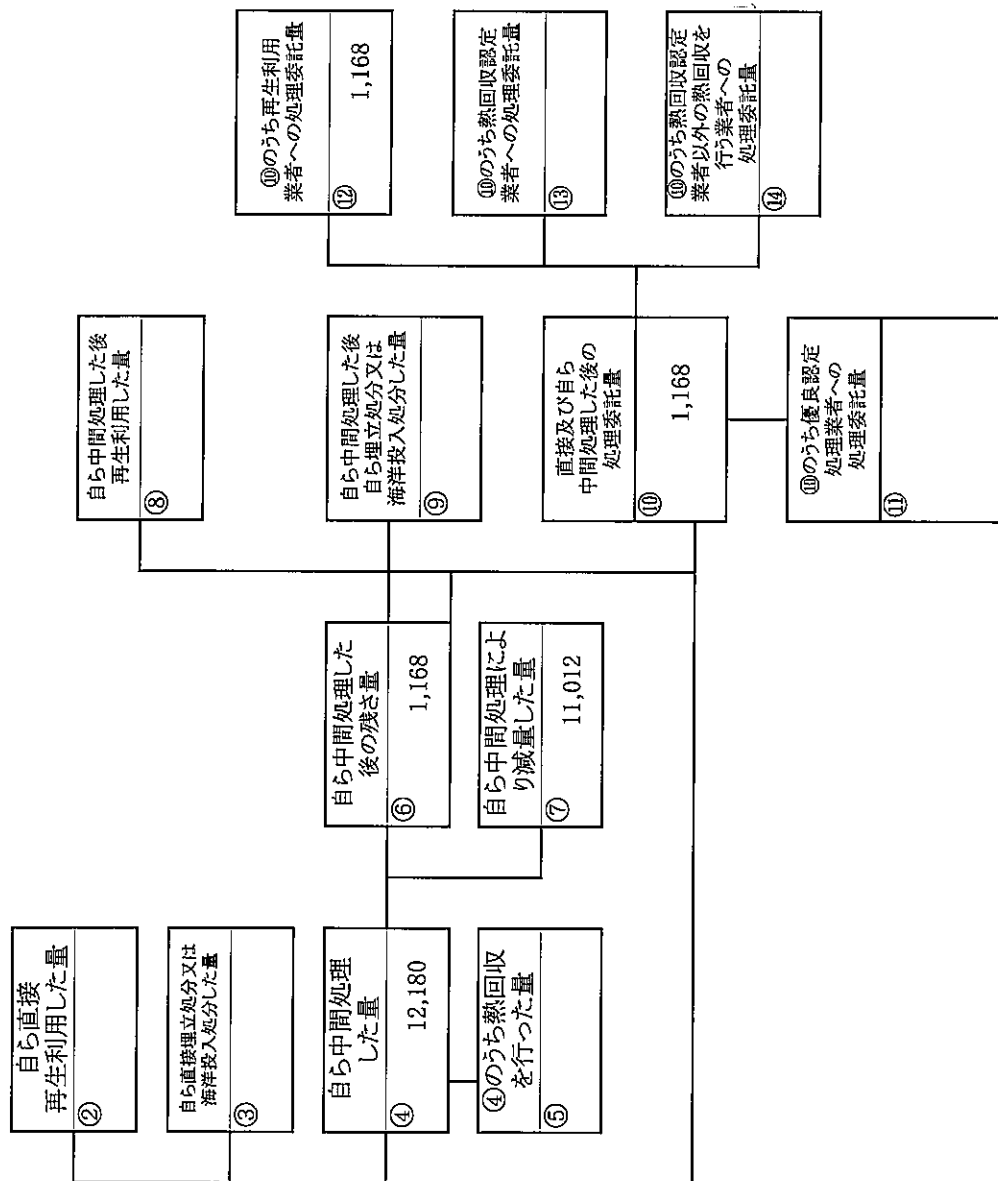 自ら直接
再生利用した量
②
自ら直接埋立処分又は
海洋投入処分した量
③
自ら中間処理
した量
④
12,180
④のうち熱回収
を行った量
⑤
自ら中間処理した
後の残さ量
⑥
1,168
自ら中間処理によ
り減量した量
⑦
11,012
自ら中間処理した後
再生利用した量
⑧
自ら中間処理した後
自ら埋立処分又は
海洋投入処分した量
⑨
直接及び自ら
中間処理した後の
処理委託量
⑩
1,168
⑩のうち優良認定
処理業者への
処理委託量
⑪
⑩のうち再生利用
業者への処理委託量
⑫
1,168
⑩のうち熱回収認定
業者への処理委託量
⑬
⑩のうち熱回収認定
業者以外の熱回収を
行う業者への
処理委託量
⑭